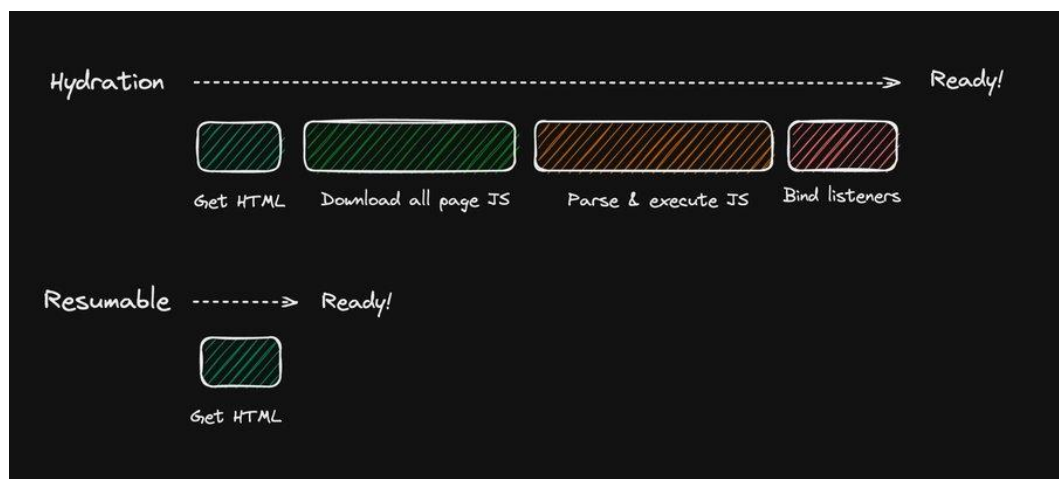 Hydration
Ready!
Get HTML
Download all page JS
Parse & execute JS
Bind listeners
Resumable
Ready!
Get HTML